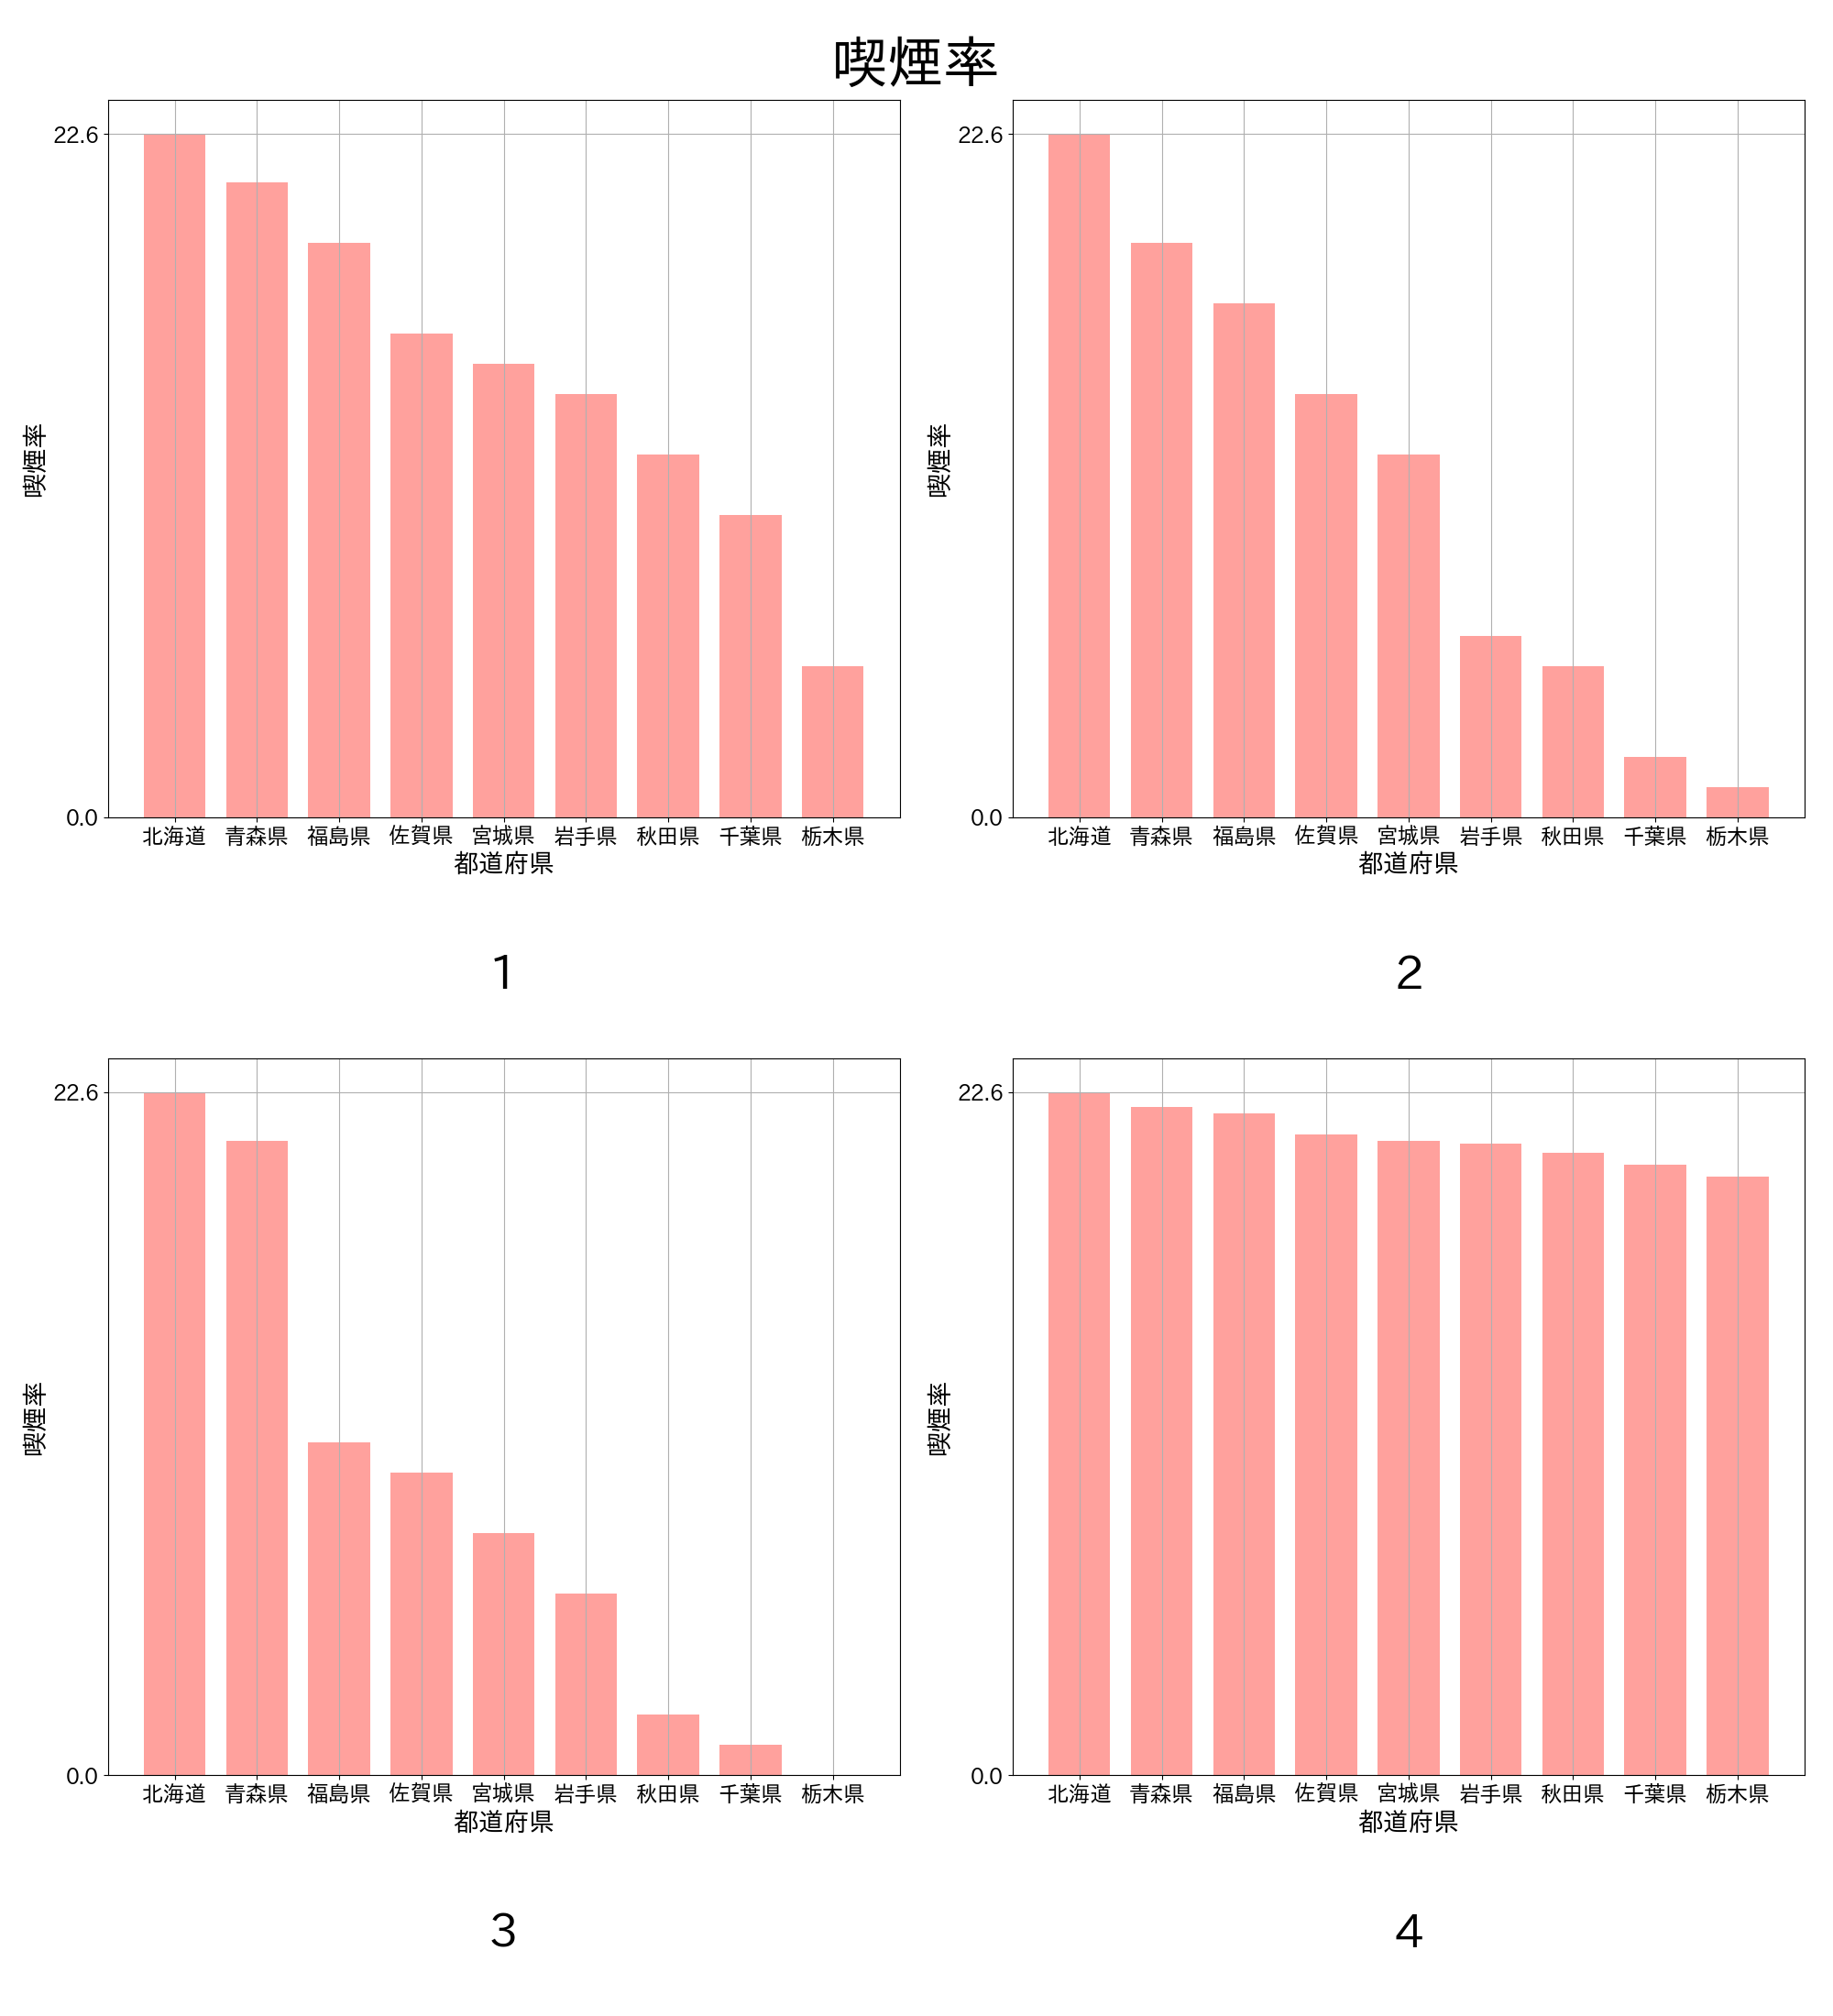 喫煙率
22.6
0.0
喫煙率
北海道 青森県 福島県 佐賀県 宮城県 岩手県 秋田県 千葉県 栃木県
都道府県
1
22.6
0.0
喫煙率
北海道 青森県 福島県 佐賀県 宮城県 岩手県 秋田県 千葉県 栃木県
都道府県
2
22.6
0.0
喫煙率
北海道 青森県 福島県 佐賀県 宮城県 岩手県 秋田県 千葉県 栃木県
都道府県
3
22.6
0.0
喫煙率
北海道 青森県 福島県 佐賀県 宮城県 岩手県 秋田県 千葉県 栃木県
都道府県
4